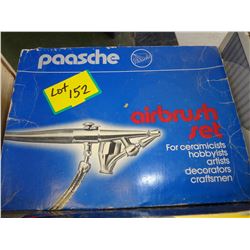 paasche
Lot 152
airbrush
set
For ceramicists
hobbyists
artists
decorators
craftsmen